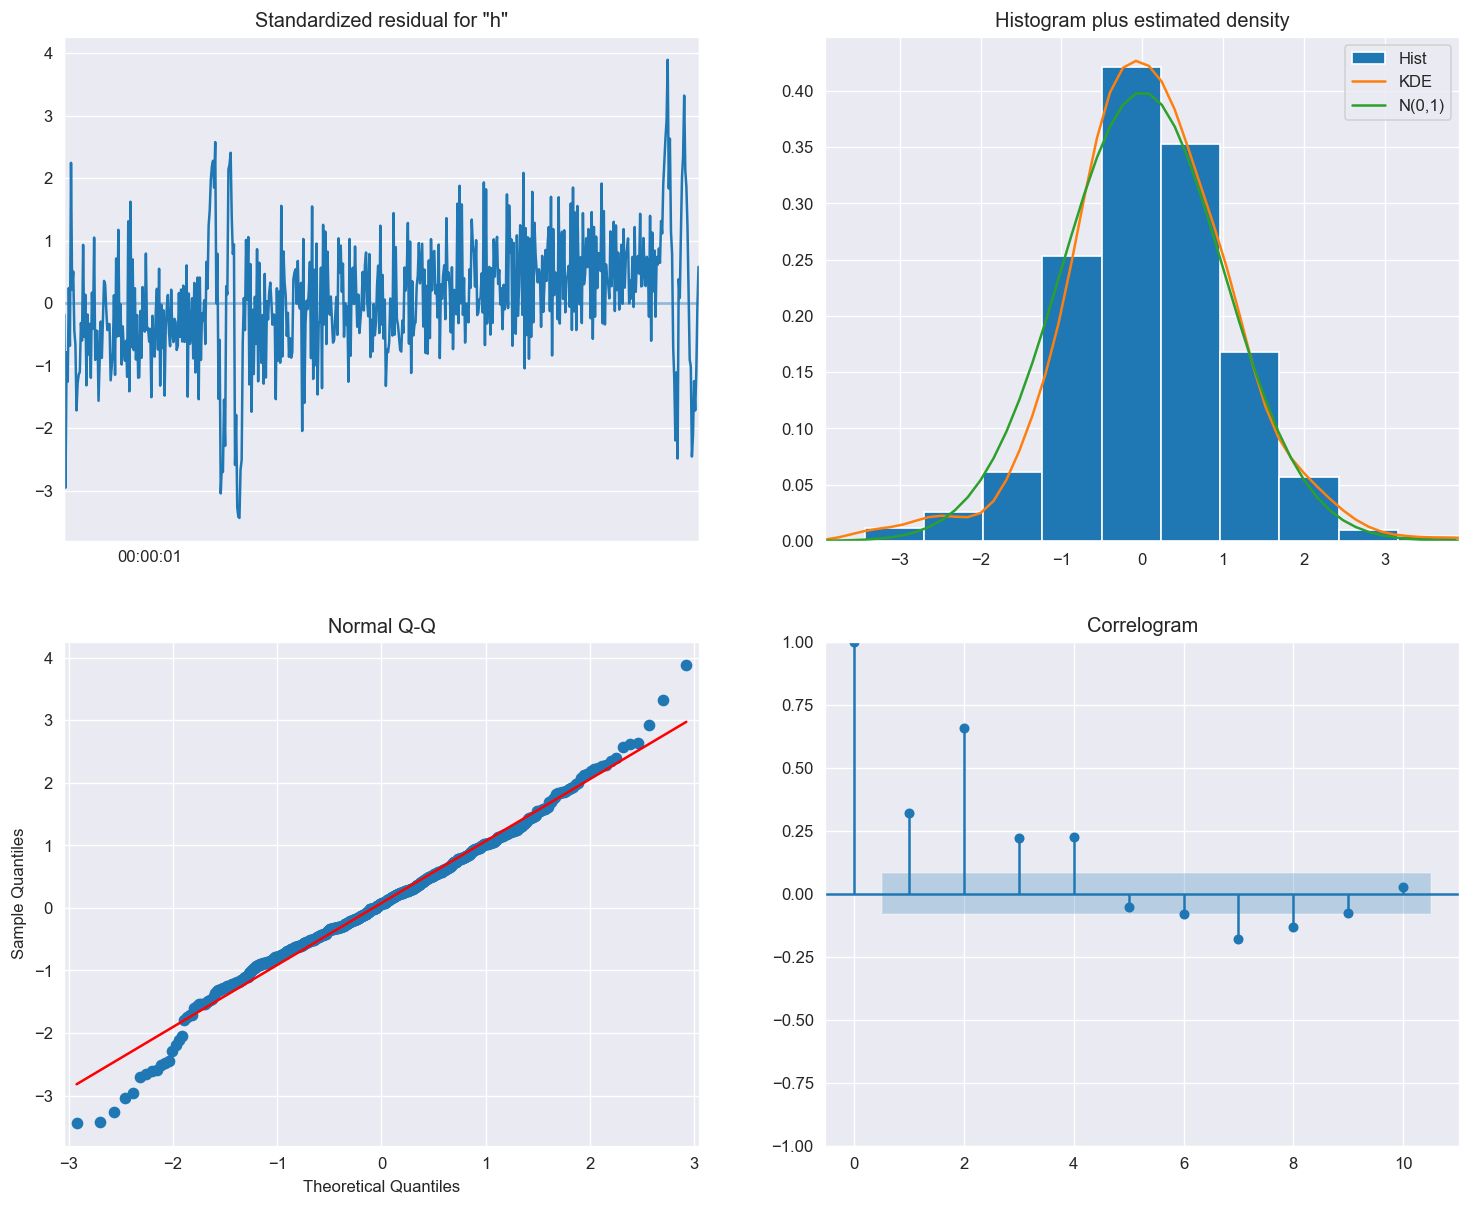 Standardized residual for "h"
4
3
2
1
0
−1
−2
−3
00:00:01
Histogram plus estimated density
Hist
KDE
N(0,1)
0.40
0.35
0.30
0.25
0.20
0.15
0.10
0.05
0.00
−3 −2 −1 0 1 2 3
Normal Q-Q
Sample Quantiles
4
3
2
1
0
−1
−2
−3
−3 −2 −1 0 1 2 3
Theoretical Quantiles
Correlogram
1.00
0.75
0.50
0.25
0.00
−0.25
−0.50
−0.75
−1.00
0 2 4 6 8 10